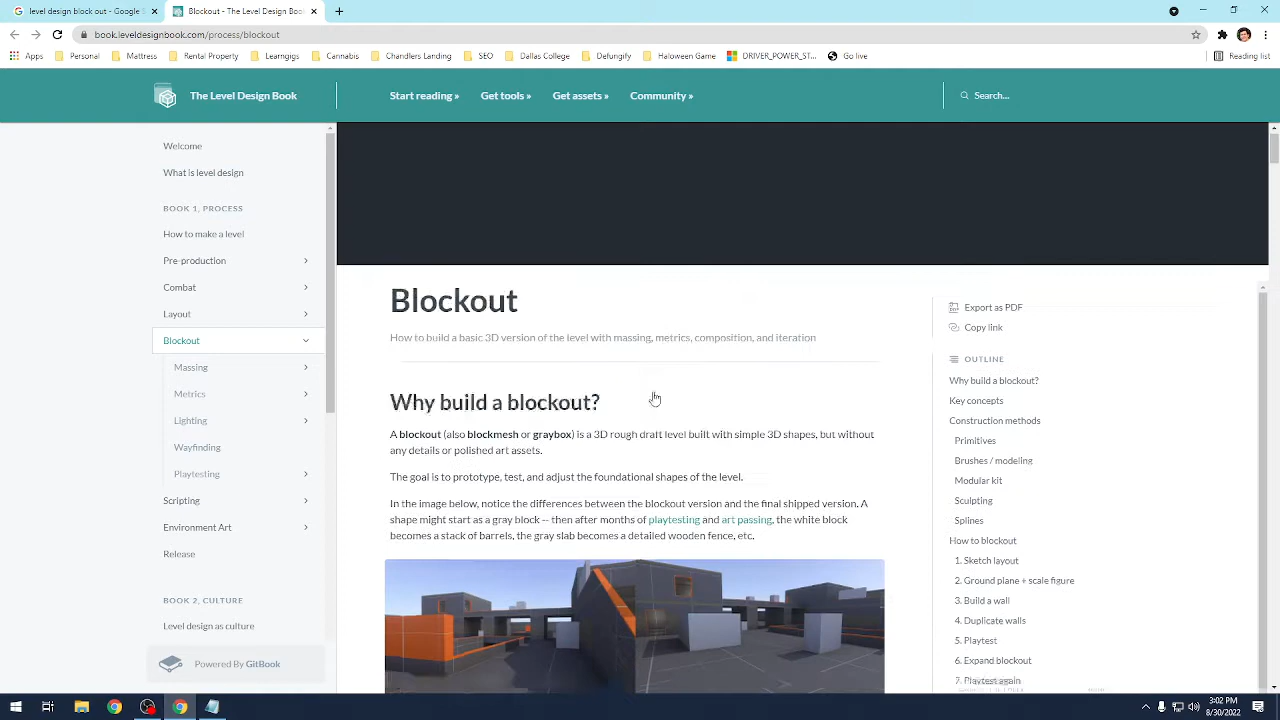 level design block out - Google S
Blockout - The Level Design Book
book.leveldesignbook.com/process/blockout
Apps
Personal
Mattress
Rental Property
Learngigs
Cannabis
Chandlers Landing
SEO
Dallas College
Defungify
Halloween Game
DRIVER_POWER_ST...
Go live
Reading list
The Level Design Book
Start reading »
Get tools »
Get assets »
Community »
Search...
Welcome
What is level design
BOOK 1, PROCESS
How to make a level
Pre-production
Combat
Layout
Blockout
Massing
Metrics
Lighting
Wayfinding
Playtesting
Scripting
Environment Art
Release
BOOK 2, CULTURE
Level design as culture
Powered By GitBook
Blockout
How to build a basic 3D version of the level with massing, metrics, composition, and iteration
Why build a blockout?
A blockout (also blockmesh or graybox) is a 3D rough draft level built with simple 3D shapes, but without
any details or polished art assets.
The goal is to prototype, test, and adjust the foundational shapes of the level.
In the image below, notice the differences between the blockout version and the final shipped version. A
shape might start as a gray block -- then after months of playtesting and art passing, the white block
becomes a stack of barrels, the gray slab becomes a detailed wooden fence, etc.
Export as PDF
Copy link
OUTLINE
Why build a blockout?
Key concepts
Construction methods
Primitives
Brushes / modeling
Modular kit
Sculpting
Splines
How to blockout
1. Sketch layout
2. Ground plane + scale figure
3. Build a wall
4. Duplicate walls
5. Playtest
6. Expand blockout
7. Playtest again
3:02 PM
8/30/2022